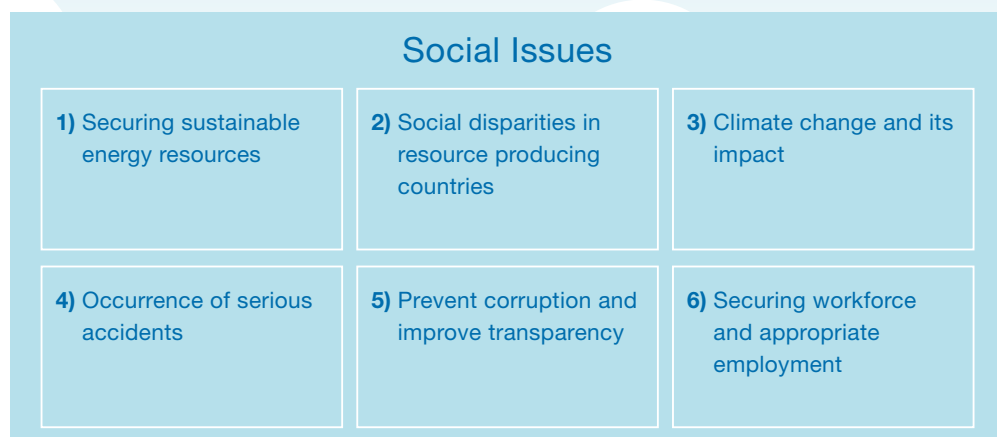 Social Issues
1) Securing sustainable
energy resources
2) Social disparities in
resource producing
countries
3) Climate change and its
impact
4) Occurrence of serious
accidents
5) Prevent corruption and
improve transparency
6) Securing workforce
and appropriate
employment